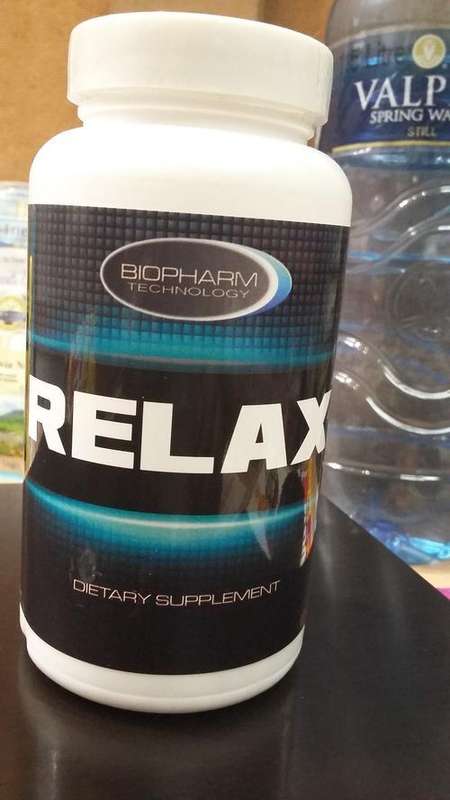 BIOPHARM
TECHNOLOGY
RELAX
DIETARY SUPPLEMENT
VALP
SPRING WA
STILL